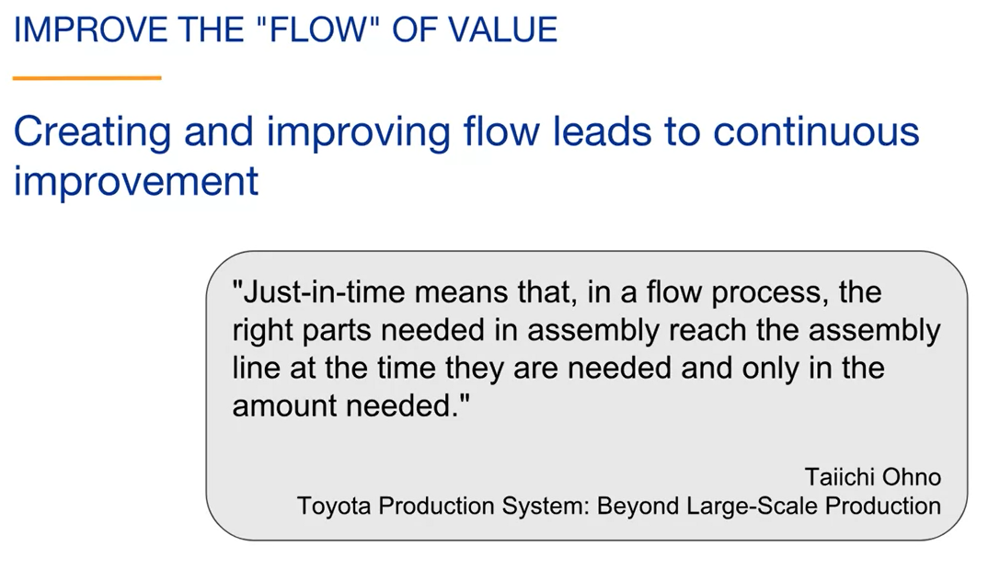 IMPROVE THE "FLOW" OF VALUE
Creating and improving flow leads to continuous
improvement
"Just-in-time means that, in a flow process, the
right parts needed in assembly reach the assembly
line at the time they are needed and only in the
amount needed."
Taiichi Ohno
Toyota Production System: Beyond Large-Scale Production